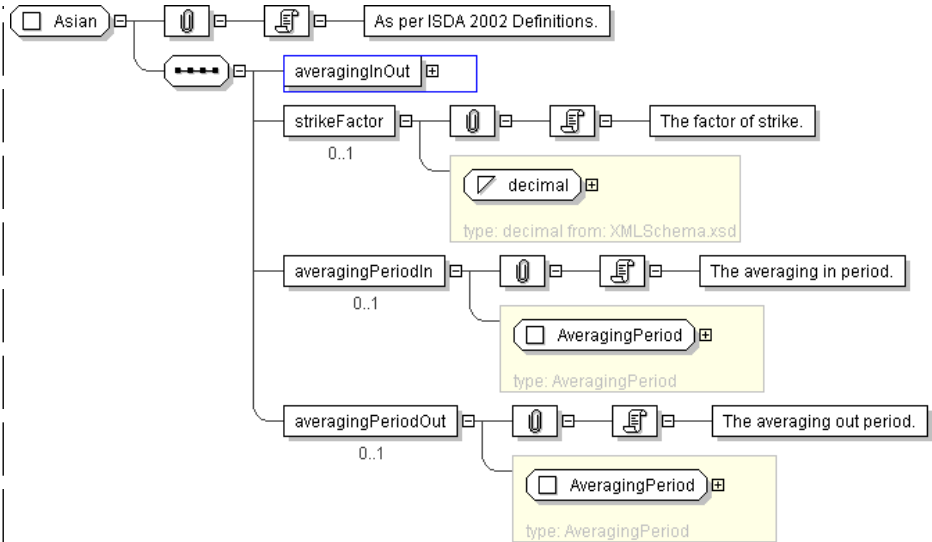 Asian
As per ISDA 2002 Definitions.
averagingInOut
strikeFactor
The factor of strike.
0..1
decimal
type: decimal from: XMLSchema.xsd
averagingPeriodIn
The averaging in period.
0..1
AveragingPeriod
type: AveragingPeriod
averagingPeriodOut
The averaging out period.
0..1
AveragingPeriod
type: AveragingPeriod